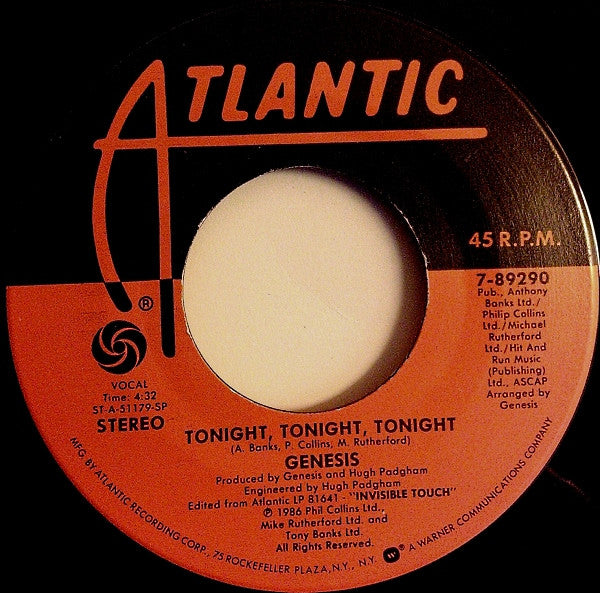 ATLANTIC
®
45 R.P.M.
7-89290
Pub., Anthony
Banks Ltd./
Philip Collins
Ltd./Michael
Rutherford
Ltd./Hit And
Run Music
(Publishing)
Ltd., ASCAP
Arranged by
Genesis
VOCAL
Time: 4:32
ST-A-51179-SP
STEREO
TONIGHT, TONIGHT, TONIGHT
(A. Banks, P. Collins, M. Rutherford)
GENESIS
Produced by Genesis and Hugh Padgham
Engineered by Hugh Padgham
Edited from Atlantic LP 81641 - "INVISIBLE TOUCH"
℗ 1986 Phil Collins Ltd.
Mike Rutherford Ltd. and
Tony Banks Ltd.
All Rights Reserved.
MFG. BY ATLANTIC RECORDING CORP., 75 ROCKEFELLER PLAZA, N.Y., N.Y. W ® A WARNER COMMUNICATIONS COMPANY